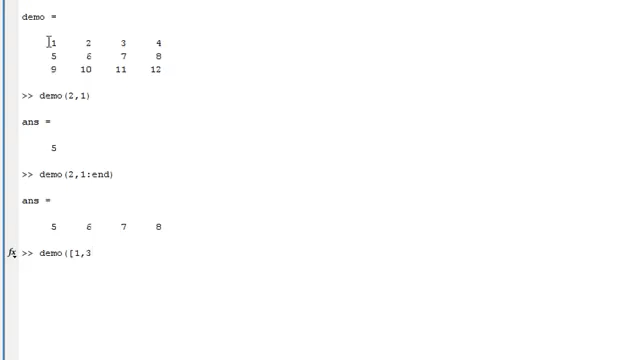 demo =
1 2 3 4
5 6 7 8
9 10 11 12
>> demo(2,1)
ans =
5
>> demo(2,1:end)
ans =
5 6 7 8
fx >> demo([1,3